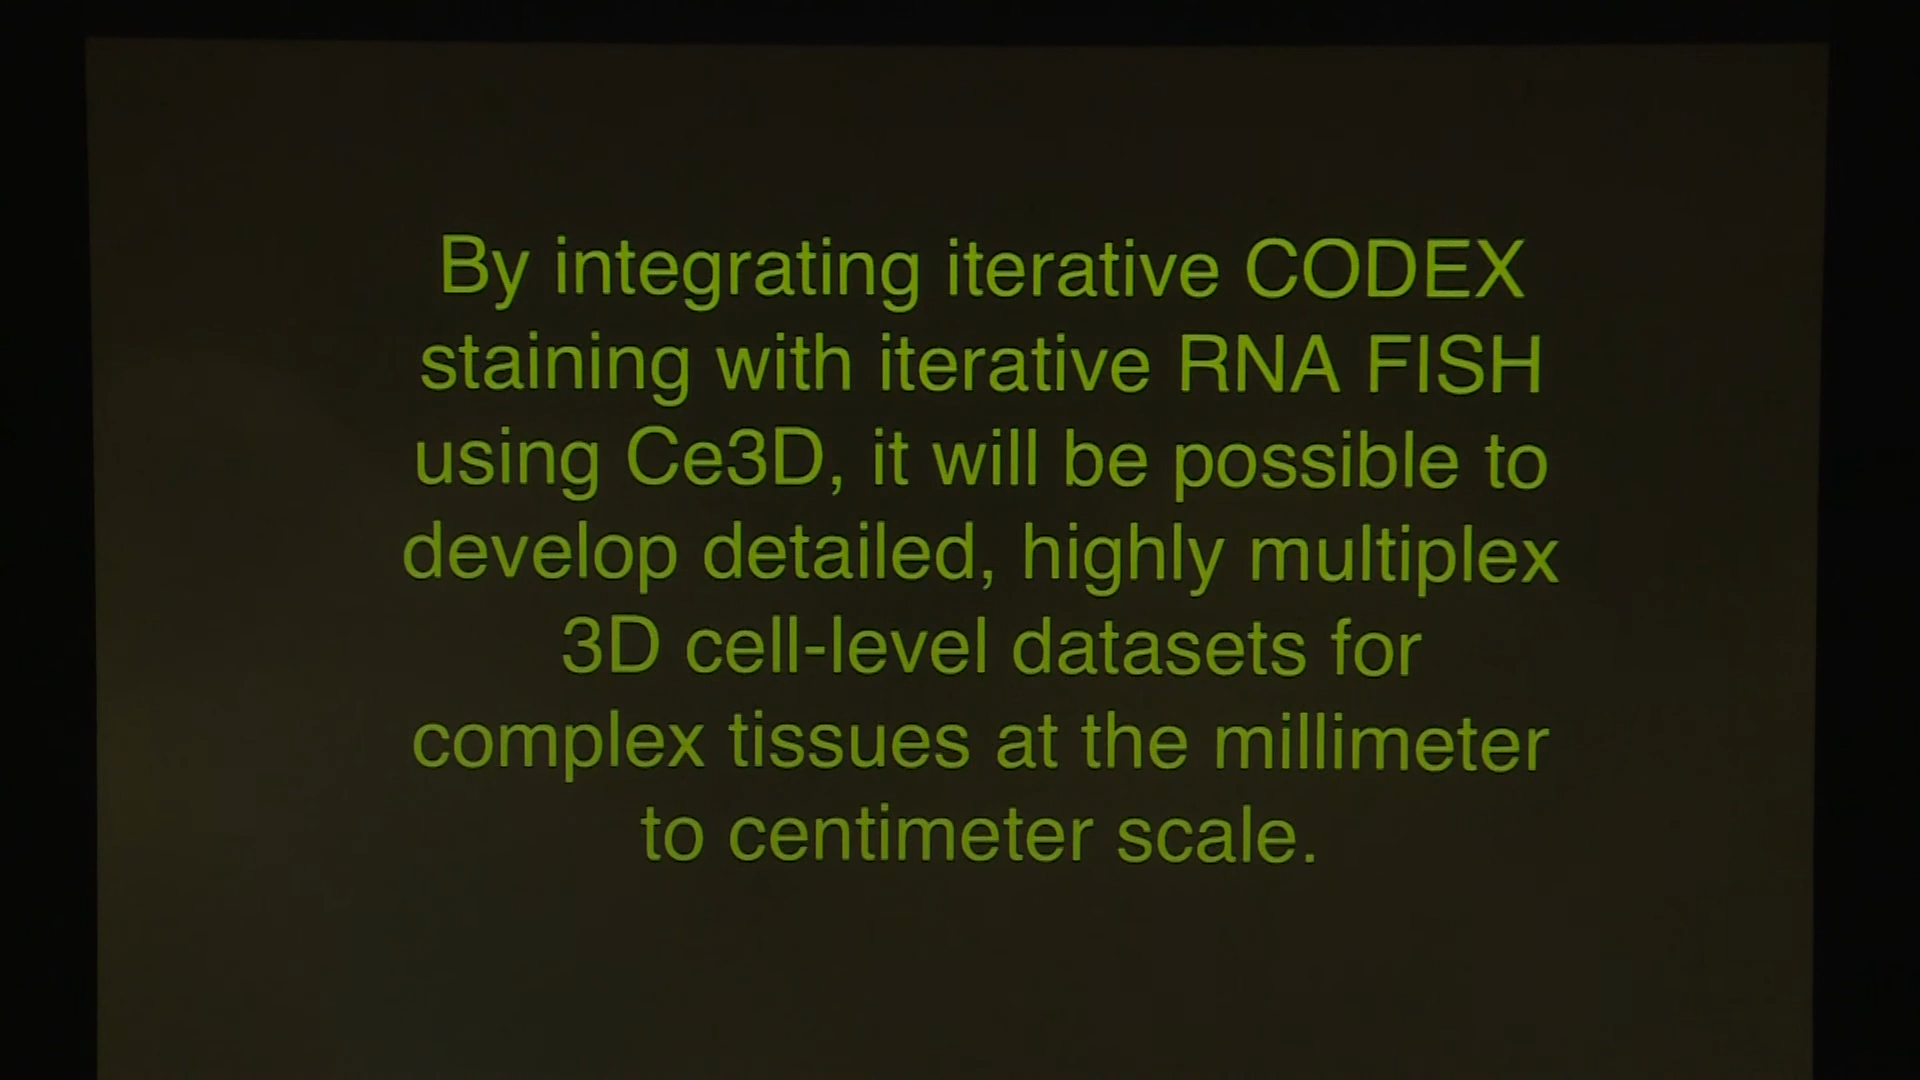 By integrating iterative CODEX
staining with iterative RNA FISH
using Ce3D, it will be possible to
develop detailed, highly multiplex
3D cell-level datasets for
complex tissues at the millimeter
to centimeter scale.